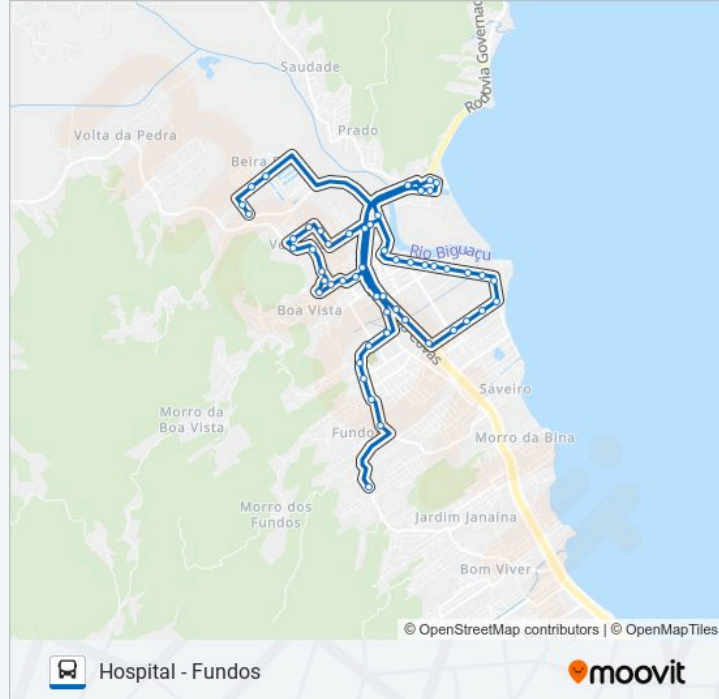 Rodovia Governad
Saudade
Prado
Volta da Pedra
Beira
Rio Biguaçu
Boa Vista
Covas
Saveiro
Morro da
Boa Vista
Morro da Bina
Morro dos
Fundos
Jardim Janaína
Bom Viver
© OpenStreetMap contributors | © OpenMapTiles
Hospital - Fundos
moovit